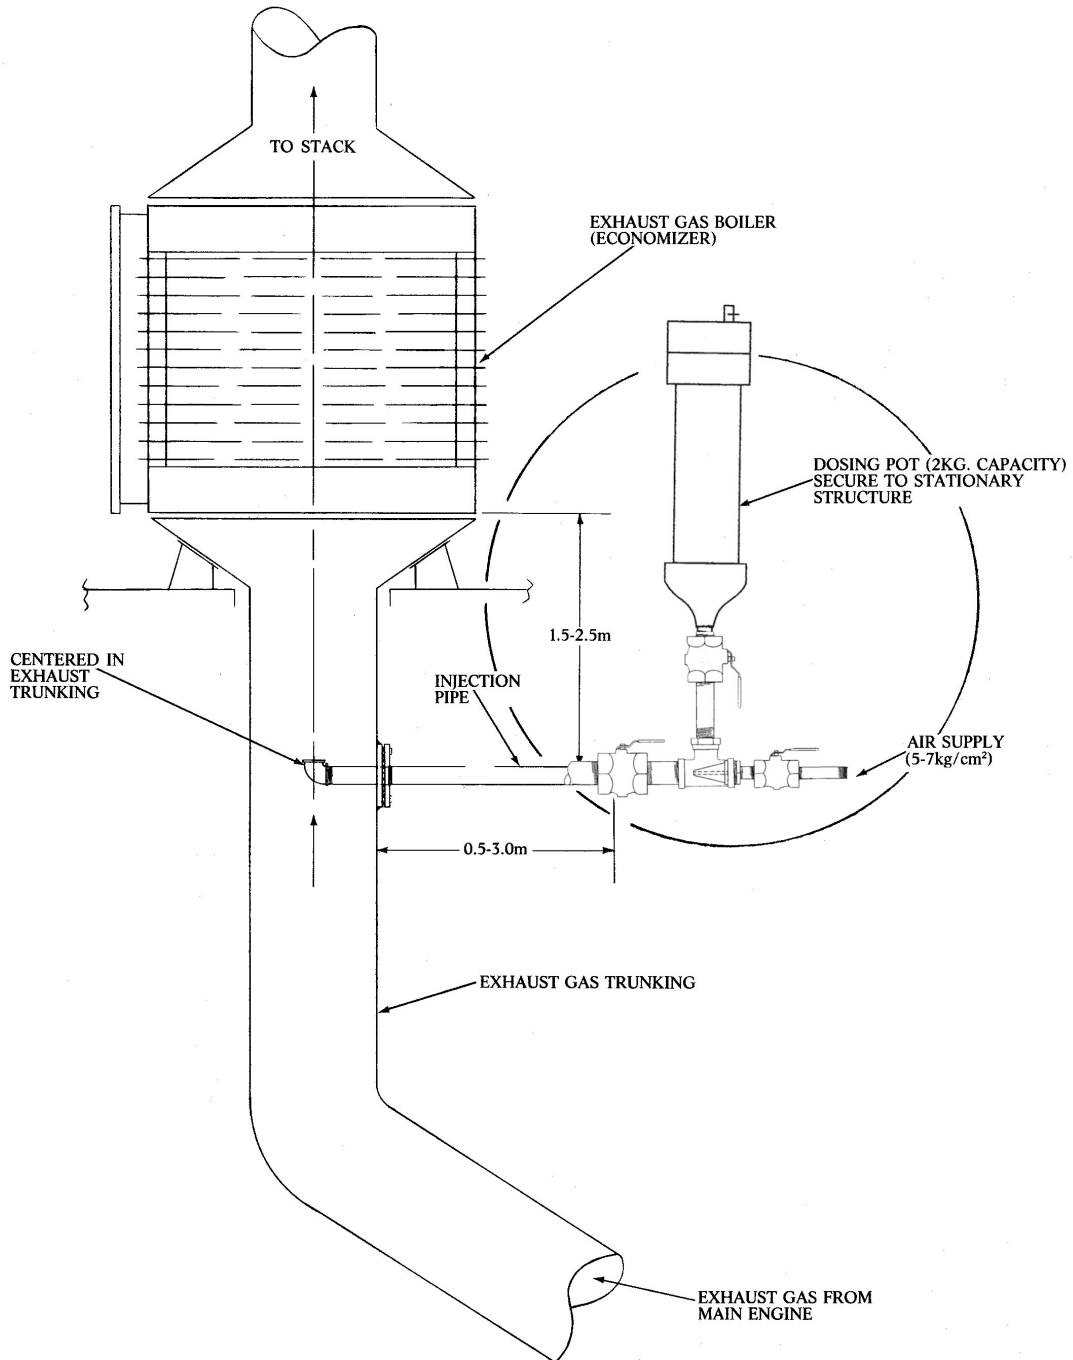 TO STACK
EXHAUST GAS BOILER
(ECONOMIZER)
DOSING POT (2KG. CAPACITY)
SECURE TO STATIONARY
STRUCTURE
1.5-2.5m
CENTERED IN
EXHAUST
TRUNKING
INJECTION
PIPE
AIR SUPPLY
(5-7kg/cm²)
0.5-3.0m
EXHAUST GAS TRUNKING
EXHAUST GAS FROM
MAIN ENGINE